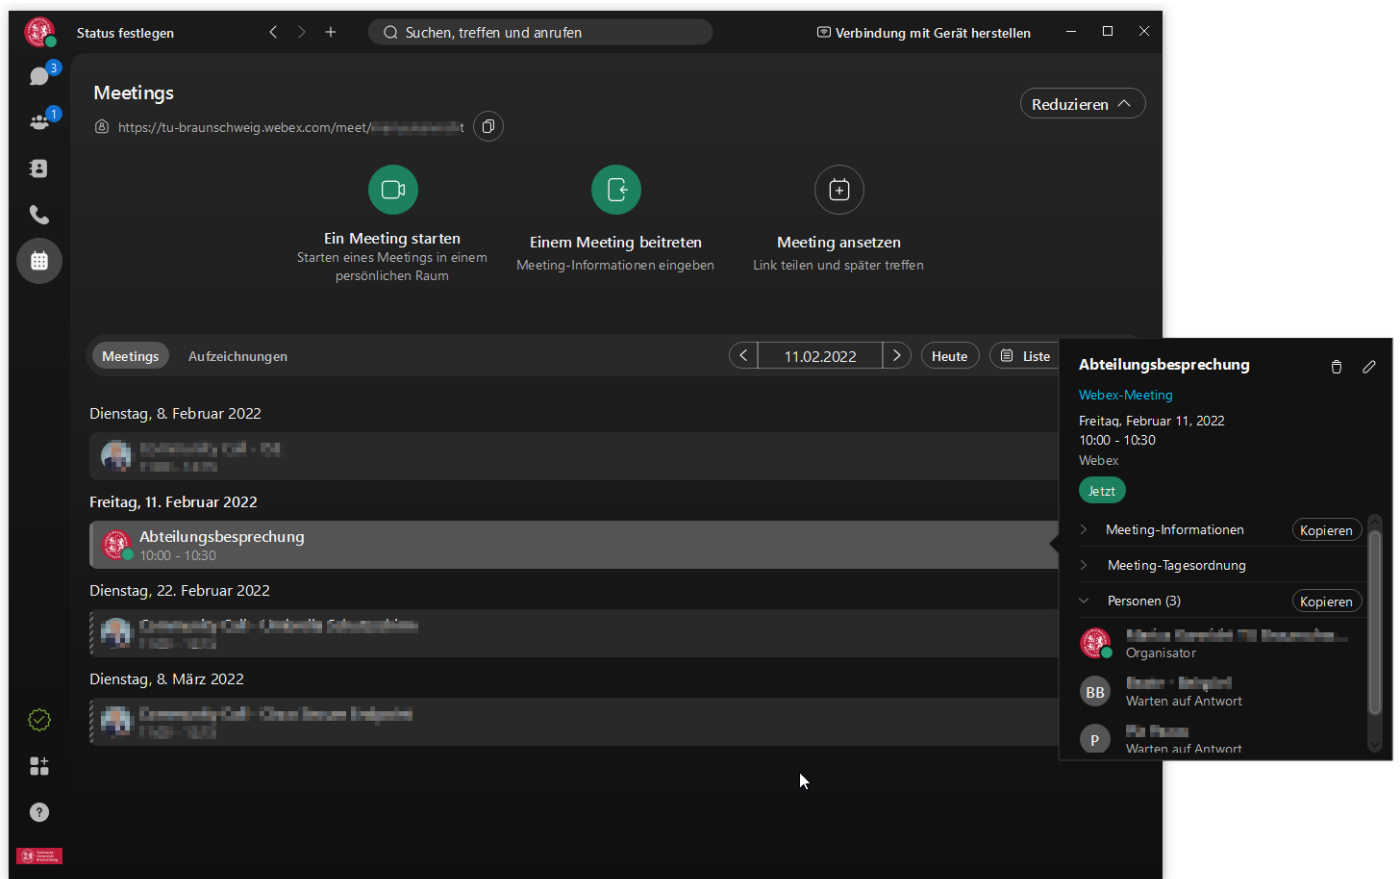 Status festlegen
Suchen, treffen und anrufen
Verbindung mit Gerät herstellen
3
1
Meetings
Reduzieren
https://tu-braunschweig.webex.com/meet/
t
Ein Meeting starten
Starten eines Meetings in einem
persönlichen Raum
Einem Meeting beitreten
Meeting-Informationen eingeben
Meeting ansetzen
Link teilen und später treffen
Meetings
Aufzeichnungen
11.02.2022
Heute
Liste
Dienstag, 8. Februar 2022
Freitag, 11. Februar 2022
Abteilungsbesprechung
10:00 - 10:30
Dienstag, 22. Februar 2022
Dienstag, 8. März 2022
Abteilungsbesprechung
Webex-Meeting
Freitag, Februar 11, 2022
10:00 - 10:30
Webex
Jetzt
Meeting-Informationen
Kopieren
Meeting-Tagesordnung
Personen (3)
Kopieren
Organisator
BB
Warten auf Antwort
P
Warten auf Antwort